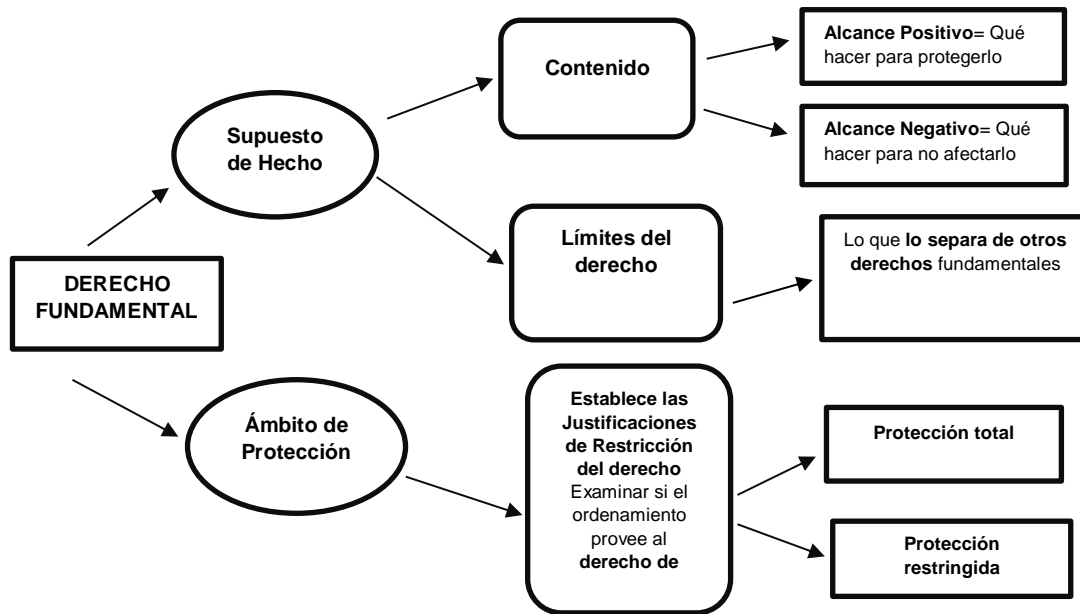 DERECHO
FUNDAMENTAL
Supuesto
de Hecho
Contenido
Alcance Positivo= Qué
hacer para protegerlo
Alcance Negativo= Qué
hacer para no afectarlo
Límites del
derecho
Lo que lo separa de otros
derechos fundamentales
Ámbito de
Protección
Establece las
Justificaciones
de Restricción
del derecho
Examinar si el
ordenamiento
provee al
derecho de
Protección total
Protección
restringida